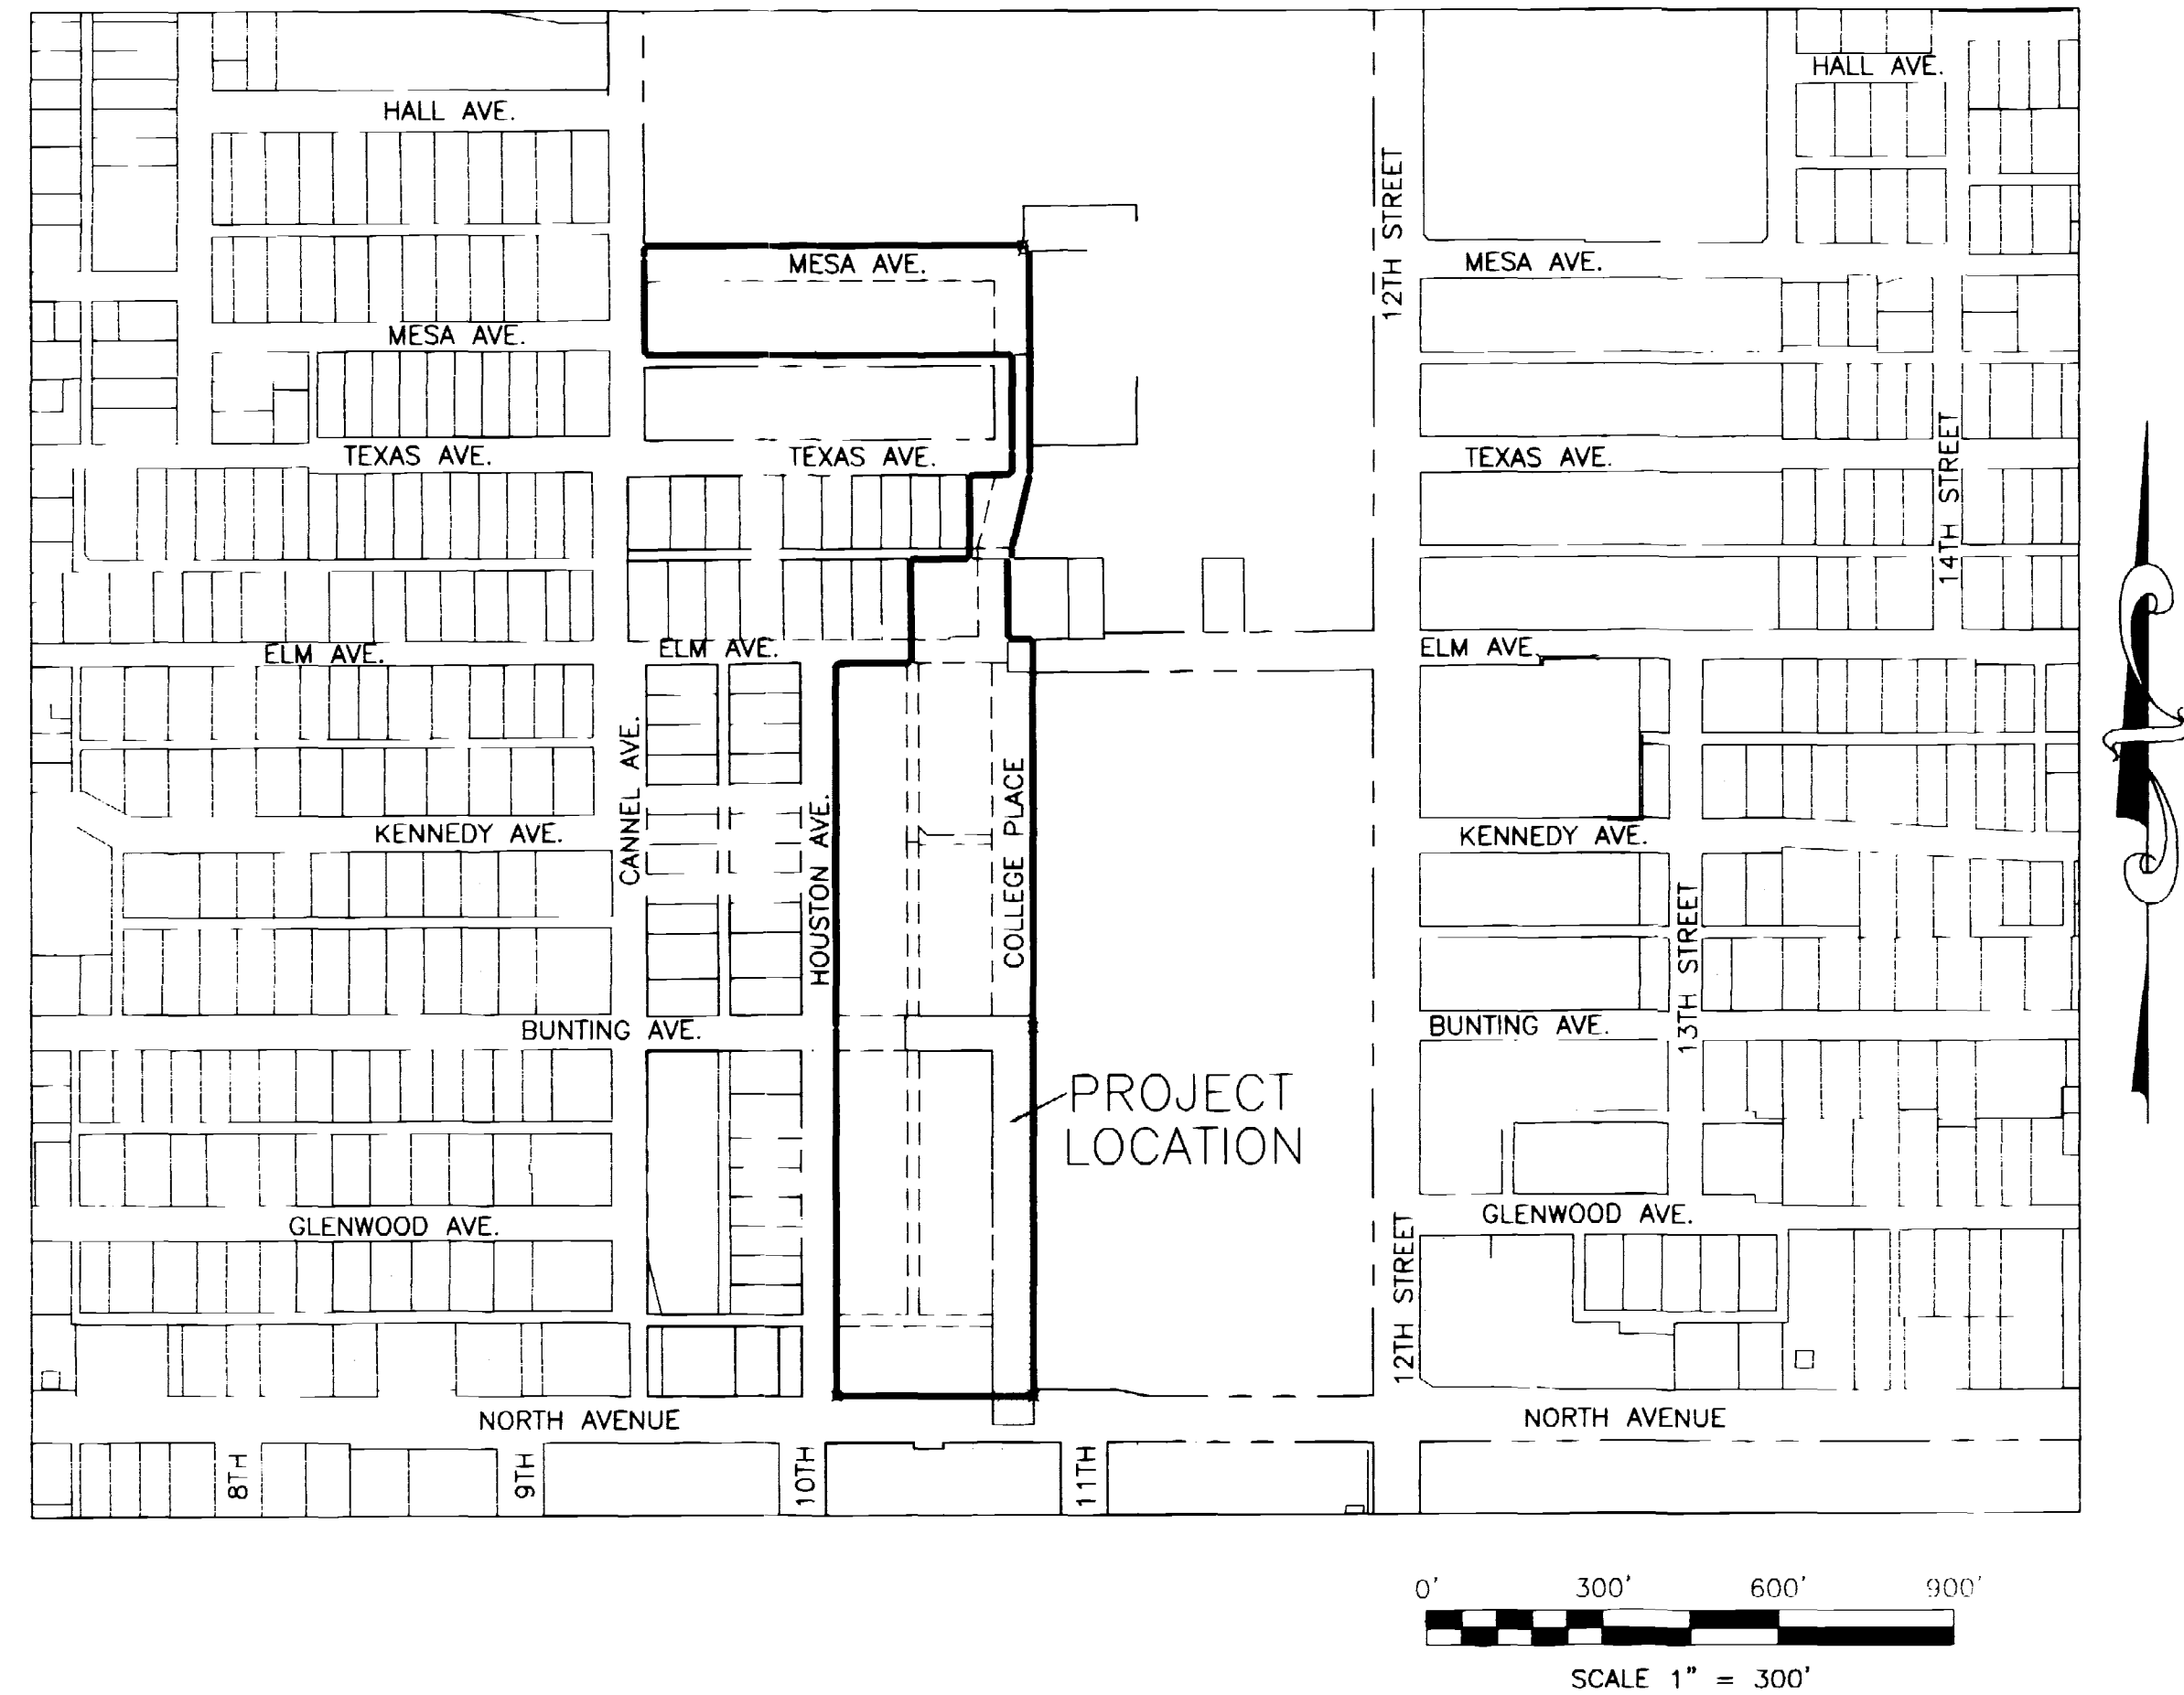 HALL AVE.
HALL AVE.
12TH STREET
MESA AVE.
MESA AVE.
MESA AVE.
TEXAS AVE.
TEXAS AVE.
TEXAS AVE.
14TH STREET
ELM AVE.
ELM AVE.
ELM AVE.
CANNEL AVE.
HOUSTON AVE.
COLLEGE PLACE
KENNEDY AVE.
KENNEDY AVE.
13TH STREET
BUNTING AVE.
BUNTING AVE.
PROJECT
LOCATION
GLENWOOD AVE.
GLENWOOD AVE.
12TH STREET
NORTH AVENUE
NORTH AVENUE
8TH
9TH
10TH
11TH
0' 300' 600' 900'
SCALE 1" = 300'